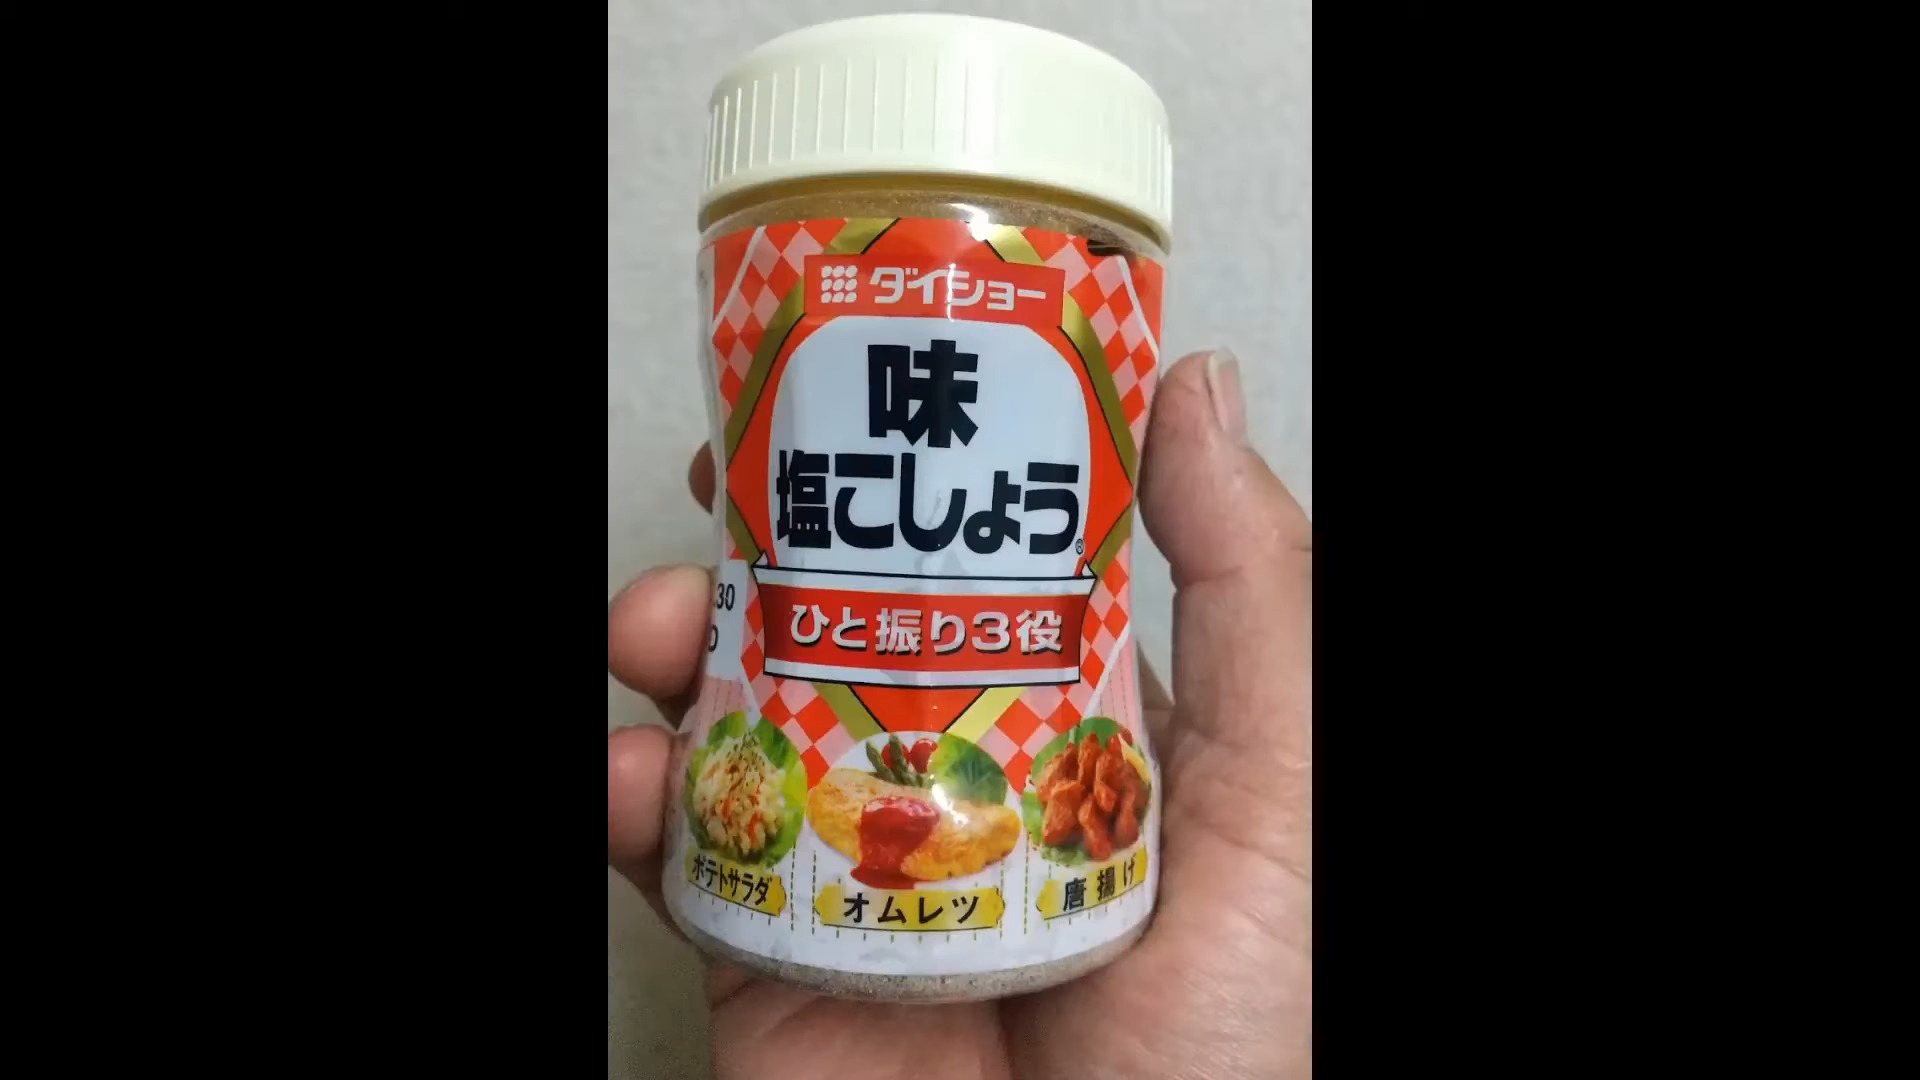 ダイショー
味
塩こしょう®
ひと振り3役
.30
ポテトサラダ
オムレツ
唐揚げ